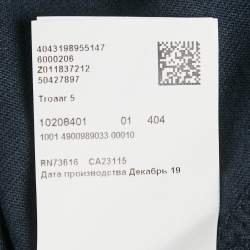 4043198955147
6000206
Z011837212
50427897
Troaar 5
10208401 01 404
1001 4900989033 00010
RN73616 CA23115
Дата производства Декабрь 19